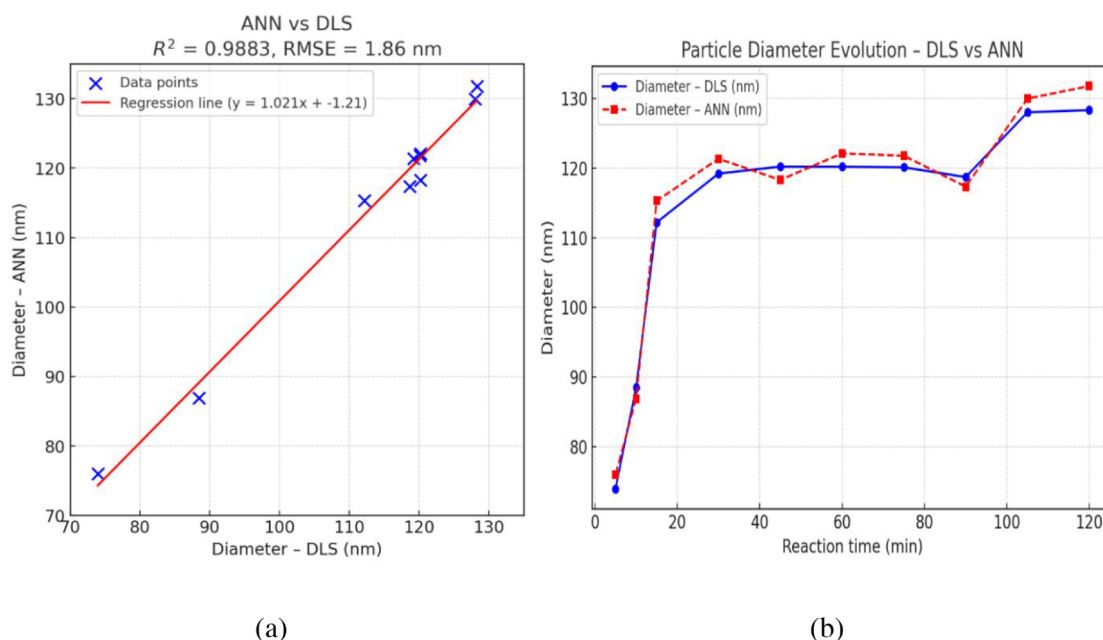 ANN vs DLS
R² = 0.9883, RMSE = 1.86 nm
Data points
Regression line (y = 1.021x + -1.21)
130
120
110
100
90
80
70
Diameter – ANN (nm)
70 80 90 100 110 120 130
Diameter – DLS (nm)
(a)
Particle Diameter Evolution – DLS vs ANN
Diameter – DLS (nm)
Diameter – ANN (nm)
130
120
110
100
90
80
Diameter (nm)
0 20 40 60 80 100 120
Reaction time (min)
(b)